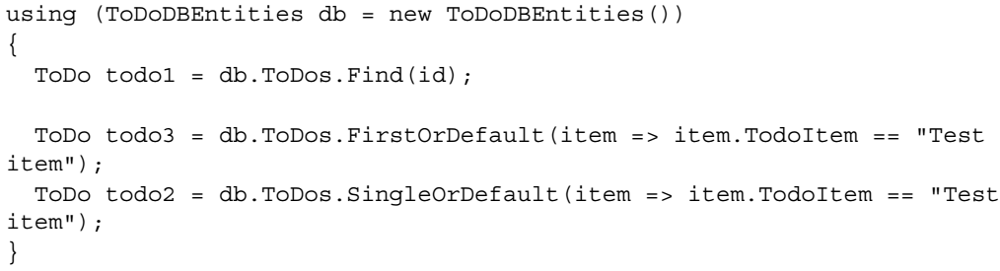 using (ToDoDBEntities db = new ToDoDBEntities())
{
  ToDo todo1 = db.ToDos.Find(id);

  ToDo todo3 = db.ToDos.FirstOrDefault(item => item.TodoItem == "Test
item");
  ToDo todo2 = db.ToDos.SingleOrDefault(item => item.TodoItem == "Test
item");
}